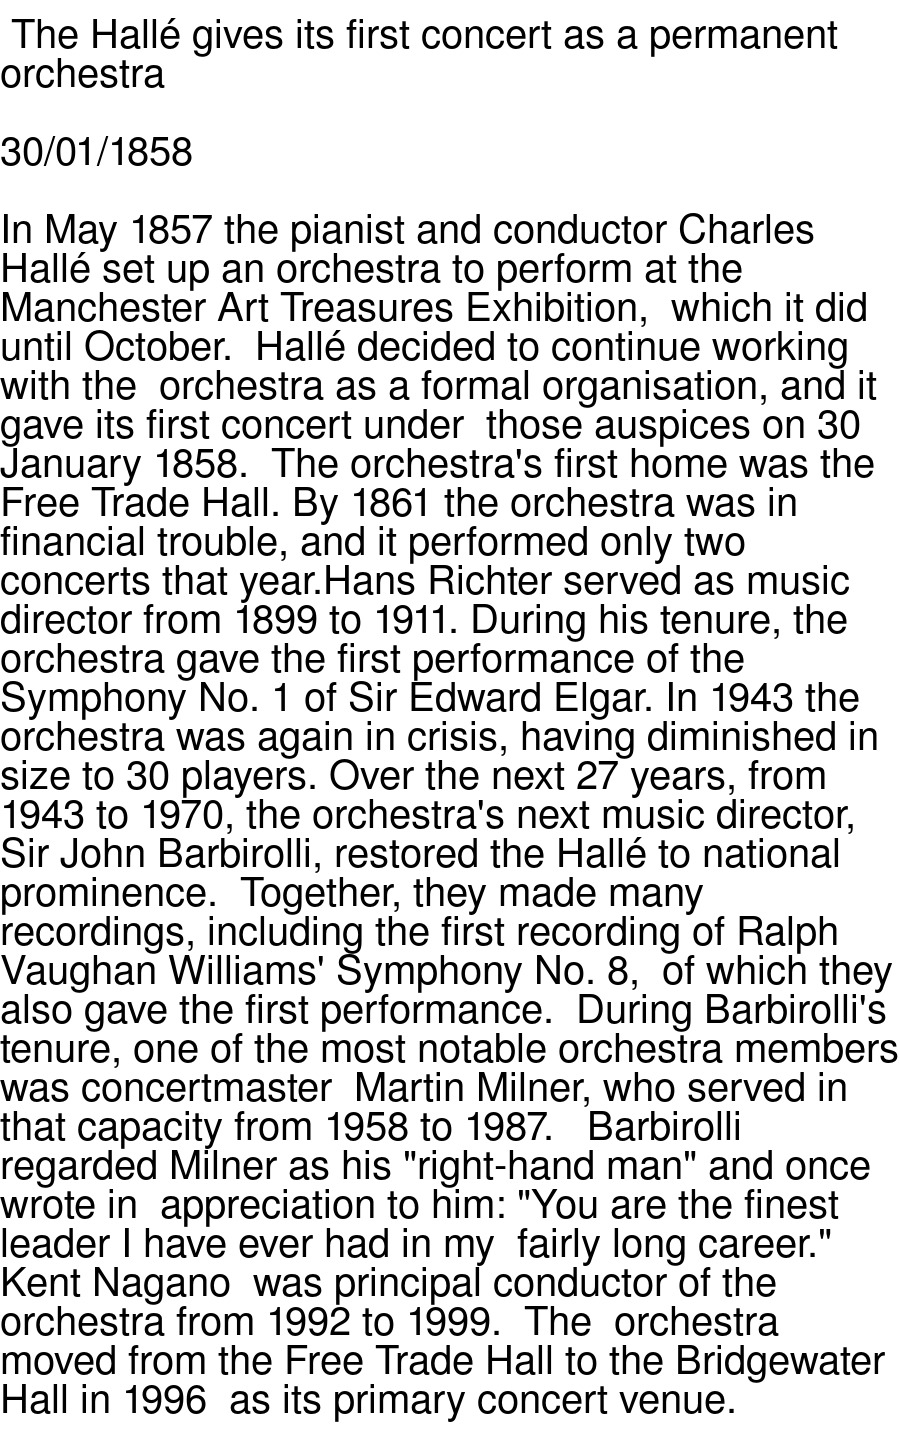 The Hallé gives its first concert as a permanent
orchestra
30/01/1858
In May 1857 the pianist and conductor Charles
Hallé set up an orchestra to perform at the
Manchester Art Treasures Exhibition,  which it did
until October.  Hallé decided to continue working
with the  orchestra as a formal organisation, and it
gave its first concert under  those auspices on 30
January 1858.  The orchestra's first home was the
Free Trade Hall. By 1861 the orchestra was in
financial trouble, and it performed only two
concerts that year.Hans Richter served as music
director from 1899 to 1911. During his tenure, the
orchestra gave the first performance of the
Symphony No. 1 of Sir Edward Elgar. In 1943 the
orchestra was again in crisis, having diminished in
size to 30 players. Over the next 27 years, from
1943 to 1970, the orchestra's next music director,
Sir John Barbirolli, restored the Hallé to national
prominence.  Together, they made many
recordings, including the first recording of Ralph
Vaughan Williams' Symphony No. 8,  of which they
also gave the first performance.  During Barbirolli's
tenure, one of the most notable orchestra members
was concertmaster  Martin Milner, who served in
that capacity from 1958 to 1987.   Barbirolli
regarded Milner as his "right-hand man" and once
wrote in  appreciation to him: "You are the finest
leader I have ever had in my  fairly long career."
Kent Nagano  was principal conductor of the
orchestra from 1992 to 1999.  The  orchestra
moved from the Free Trade Hall to the Bridgewater
Hall in 1996  as its primary concert venue.